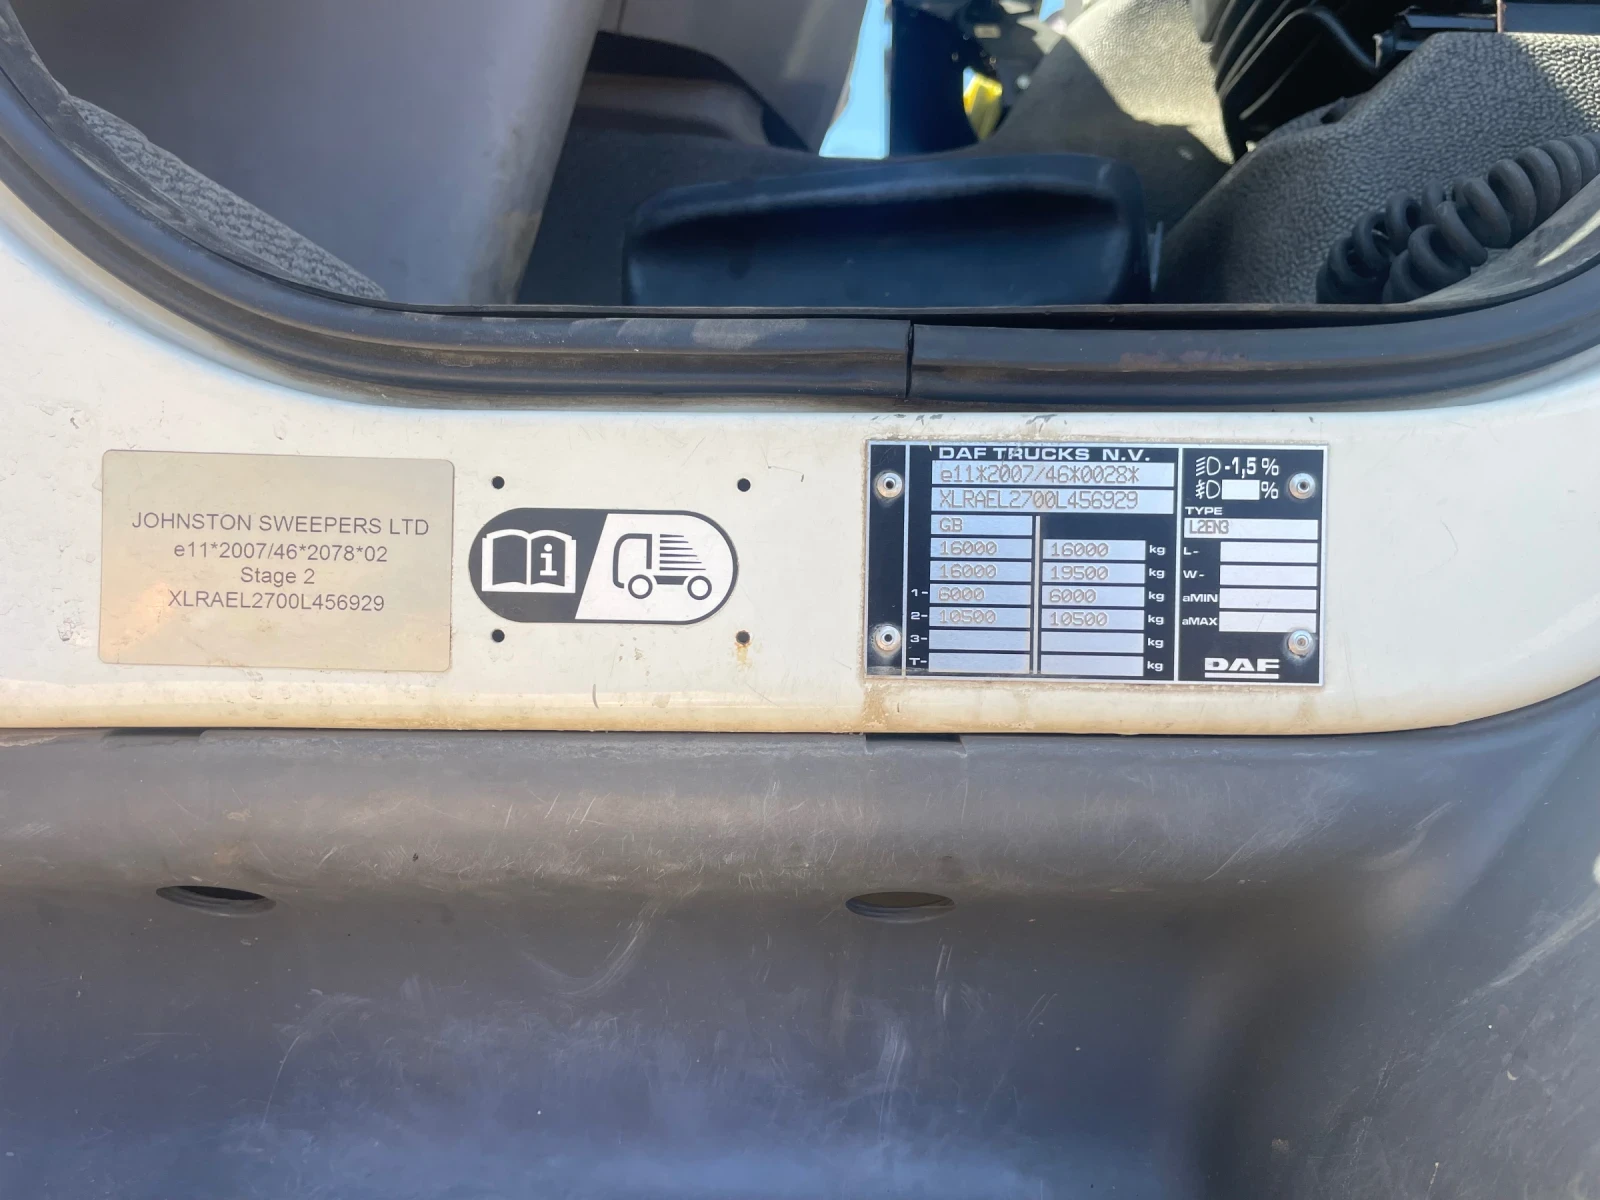 JOHNSTON SWEEPERS LTD
e11*2007/46*2078*02
Stage 2
XLRAEL2700L456929
i
DAF TRUCKS N.V.
e11*2007/46*0028*
XLRAEL2700L456929
GB
16000 16000 kg
16000 19500 kg
1- 6000 6000 kg
2- 10500 10500 kg
3- kg
T- kg
-1,5 %
%
TYPE
L2EN3
L-
W-
aMIN
aMAX
DAF